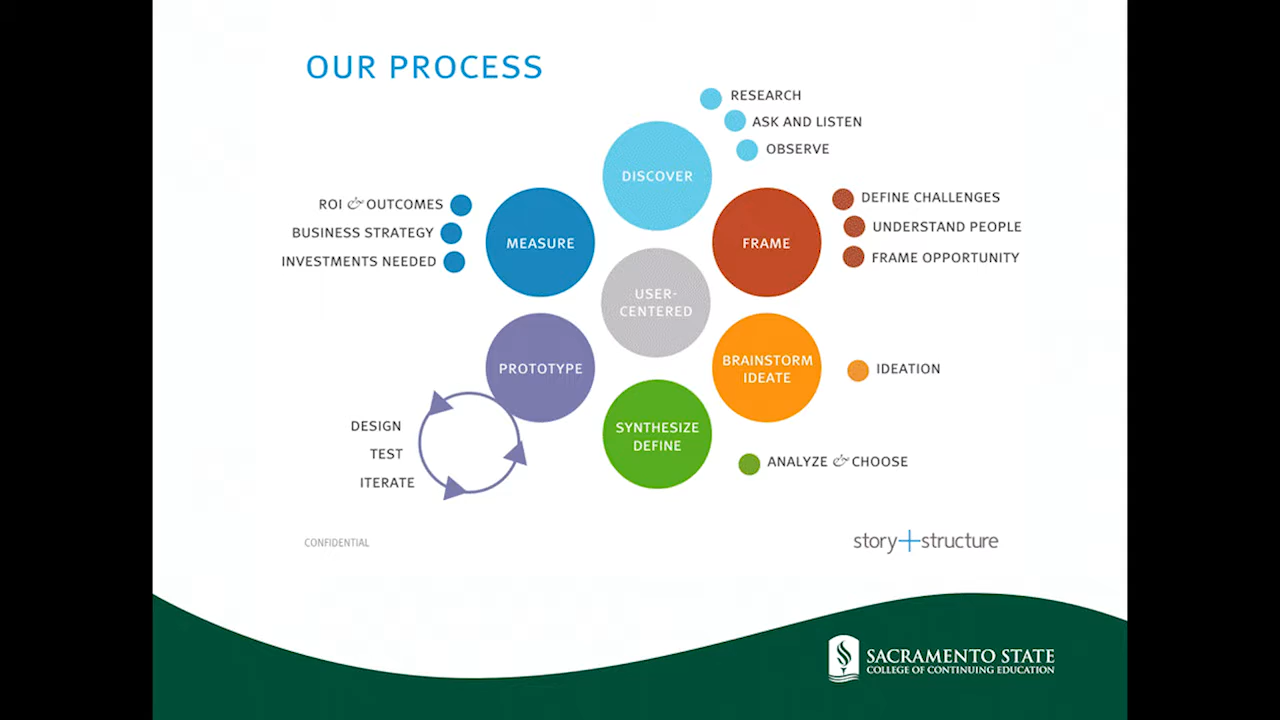 OUR PROCESS
RESEARCH
ASK AND LISTEN
OBSERVE
DISCOVER
ROI & OUTCOMES
BUSINESS STRATEGY
INVESTMENTS NEEDED
MEASURE
FRAME
DEFINE CHALLENGES
UNDERSTAND PEOPLE
FRAME OPPORTUNITY
USER-
CENTERED
PROTOTYPE
BRAINSTORM
IDEATE
IDEATION
DESIGN
TEST
ITERATE
SYNTHESIZE
DEFINE
ANALYZE & CHOOSE
CONFIDENTIAL
story+structure
SACRAMENTO STATE
COLLEGE OF CONTINUING EDUCATION